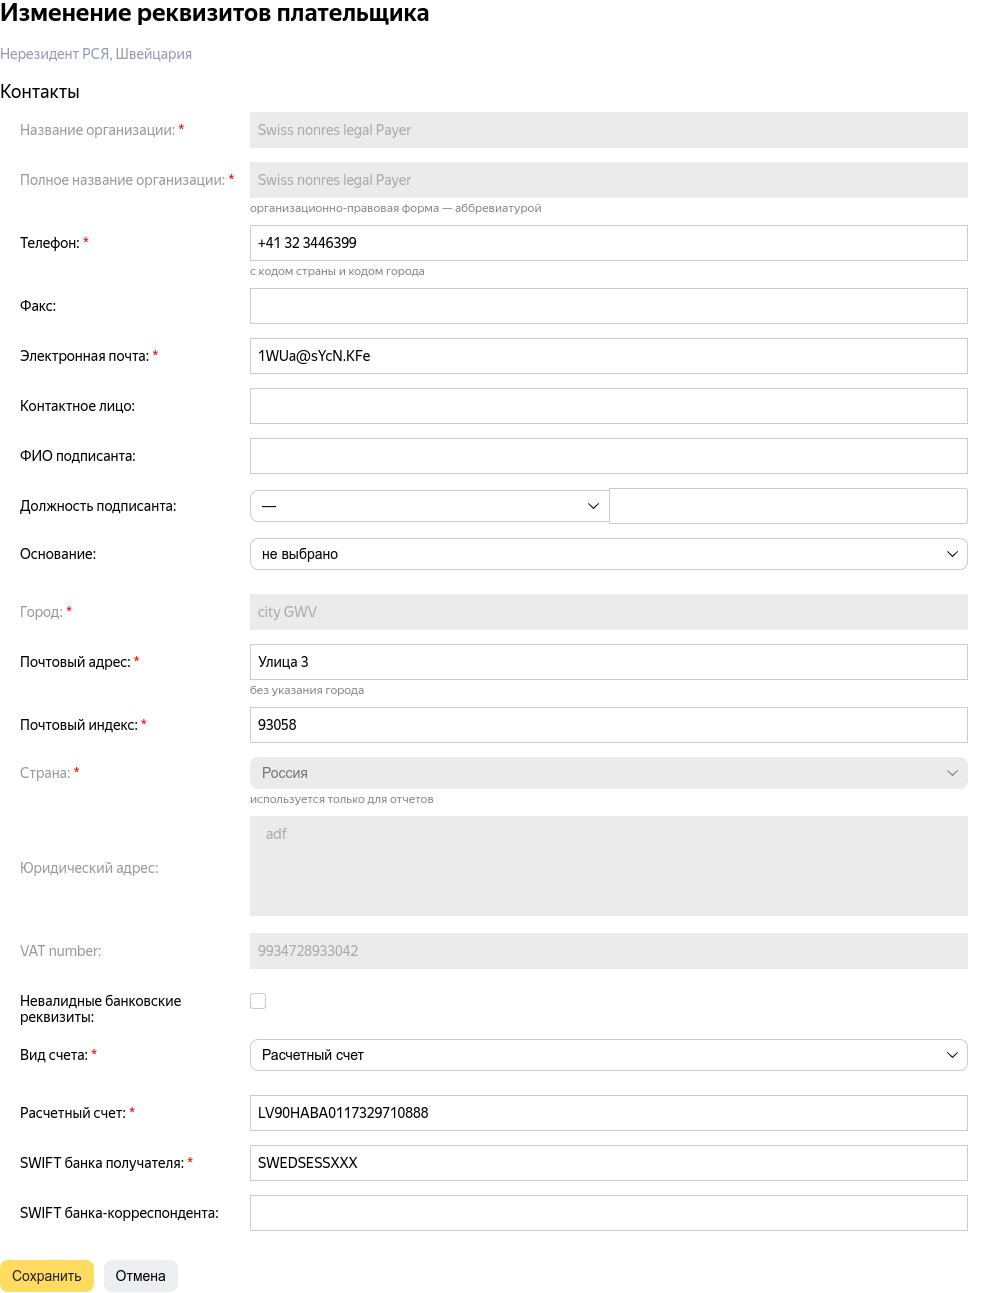 Изменение реквизитов плательщика
Нерезидент РСЯ, Швейцария
Контакты
Название организации: * Swiss nonres legal Payer
Полное название организации: * Swiss nonres legal Payer
организационно-правовая форма — аббревиатурой
Телефон: * +41 32 3446399
с кодом страны и кодом города
Факс:
Электронная почта: * 1WUa@sYcN.KFe
Контактное лицо:
ФИО подписанта:
Должность подписанта: —
Основание: не выбрано
Город: * city GWV
Почтовый адрес: * Улица 3
без указания города
Почтовый индекс: * 93058
Страна: * Россия
используется только для отчетов
Юридический адрес: adf
VAT number: 9934728933042
Невалидные банковские
реквизиты:
Вид счета: * Расчетный счет
Расчетный счет: * LV90HABA0117329710888
SWIFT банка получателя: * SWEDSESSXXX
SWIFT банка-корреспондента:
Сохранить Отмена